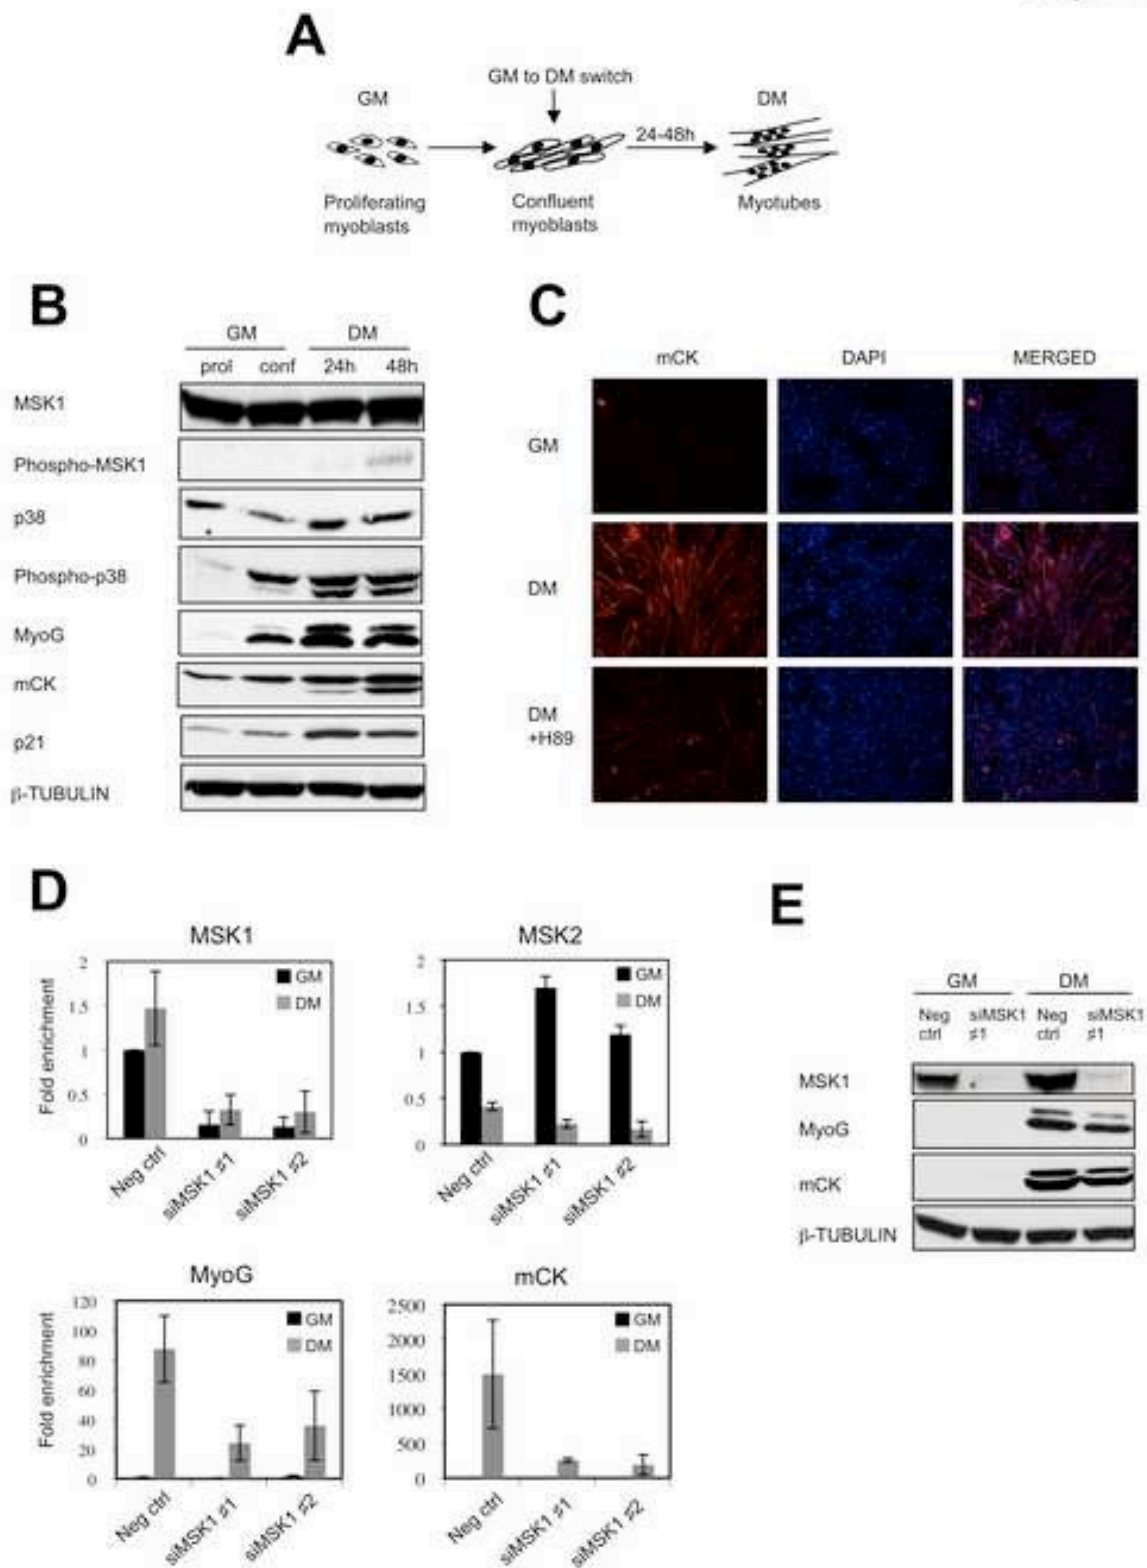 A
GM to DM switch
GM
DM
24-48h
Proliferating
myoblasts
Confluent
myoblasts
Myotubes
B
GM DM
prol conf 24h 48h
MSK1
Phospho-MSK1
p38
Phospho-p38
MyoG
mCK
p21
β-TUBULIN
C
mCK DAPI MERGED
GM
DM
DM
+H89
D
MSK1
Fold enrichment
2
1.5
1
0.5
0
GM
DM
Neg ctrl
siMSK1 #1
siMSK1 #2
MSK2
2
1.6
1.2
1
0.8
0.5
0
GM
DM
Neg ctrl
siMSK1 #1
siMSK1 #2
MyoG
Fold enrichment
120
100
80
60
40
20
0
GM
DM
Neg ctrl
siMSK1 #1
siMSK1 #2
mCK
2500
2000
1500
1000
500
0
GM
DM
Neg ctrl
siMSK1 #1
siMSK1 #2
E
GM DM
Neg ctrl
siMSK1 #1
Neg ctrl
siMSK1 #1
MSK1
MyoG
mCK
β-TUBULIN